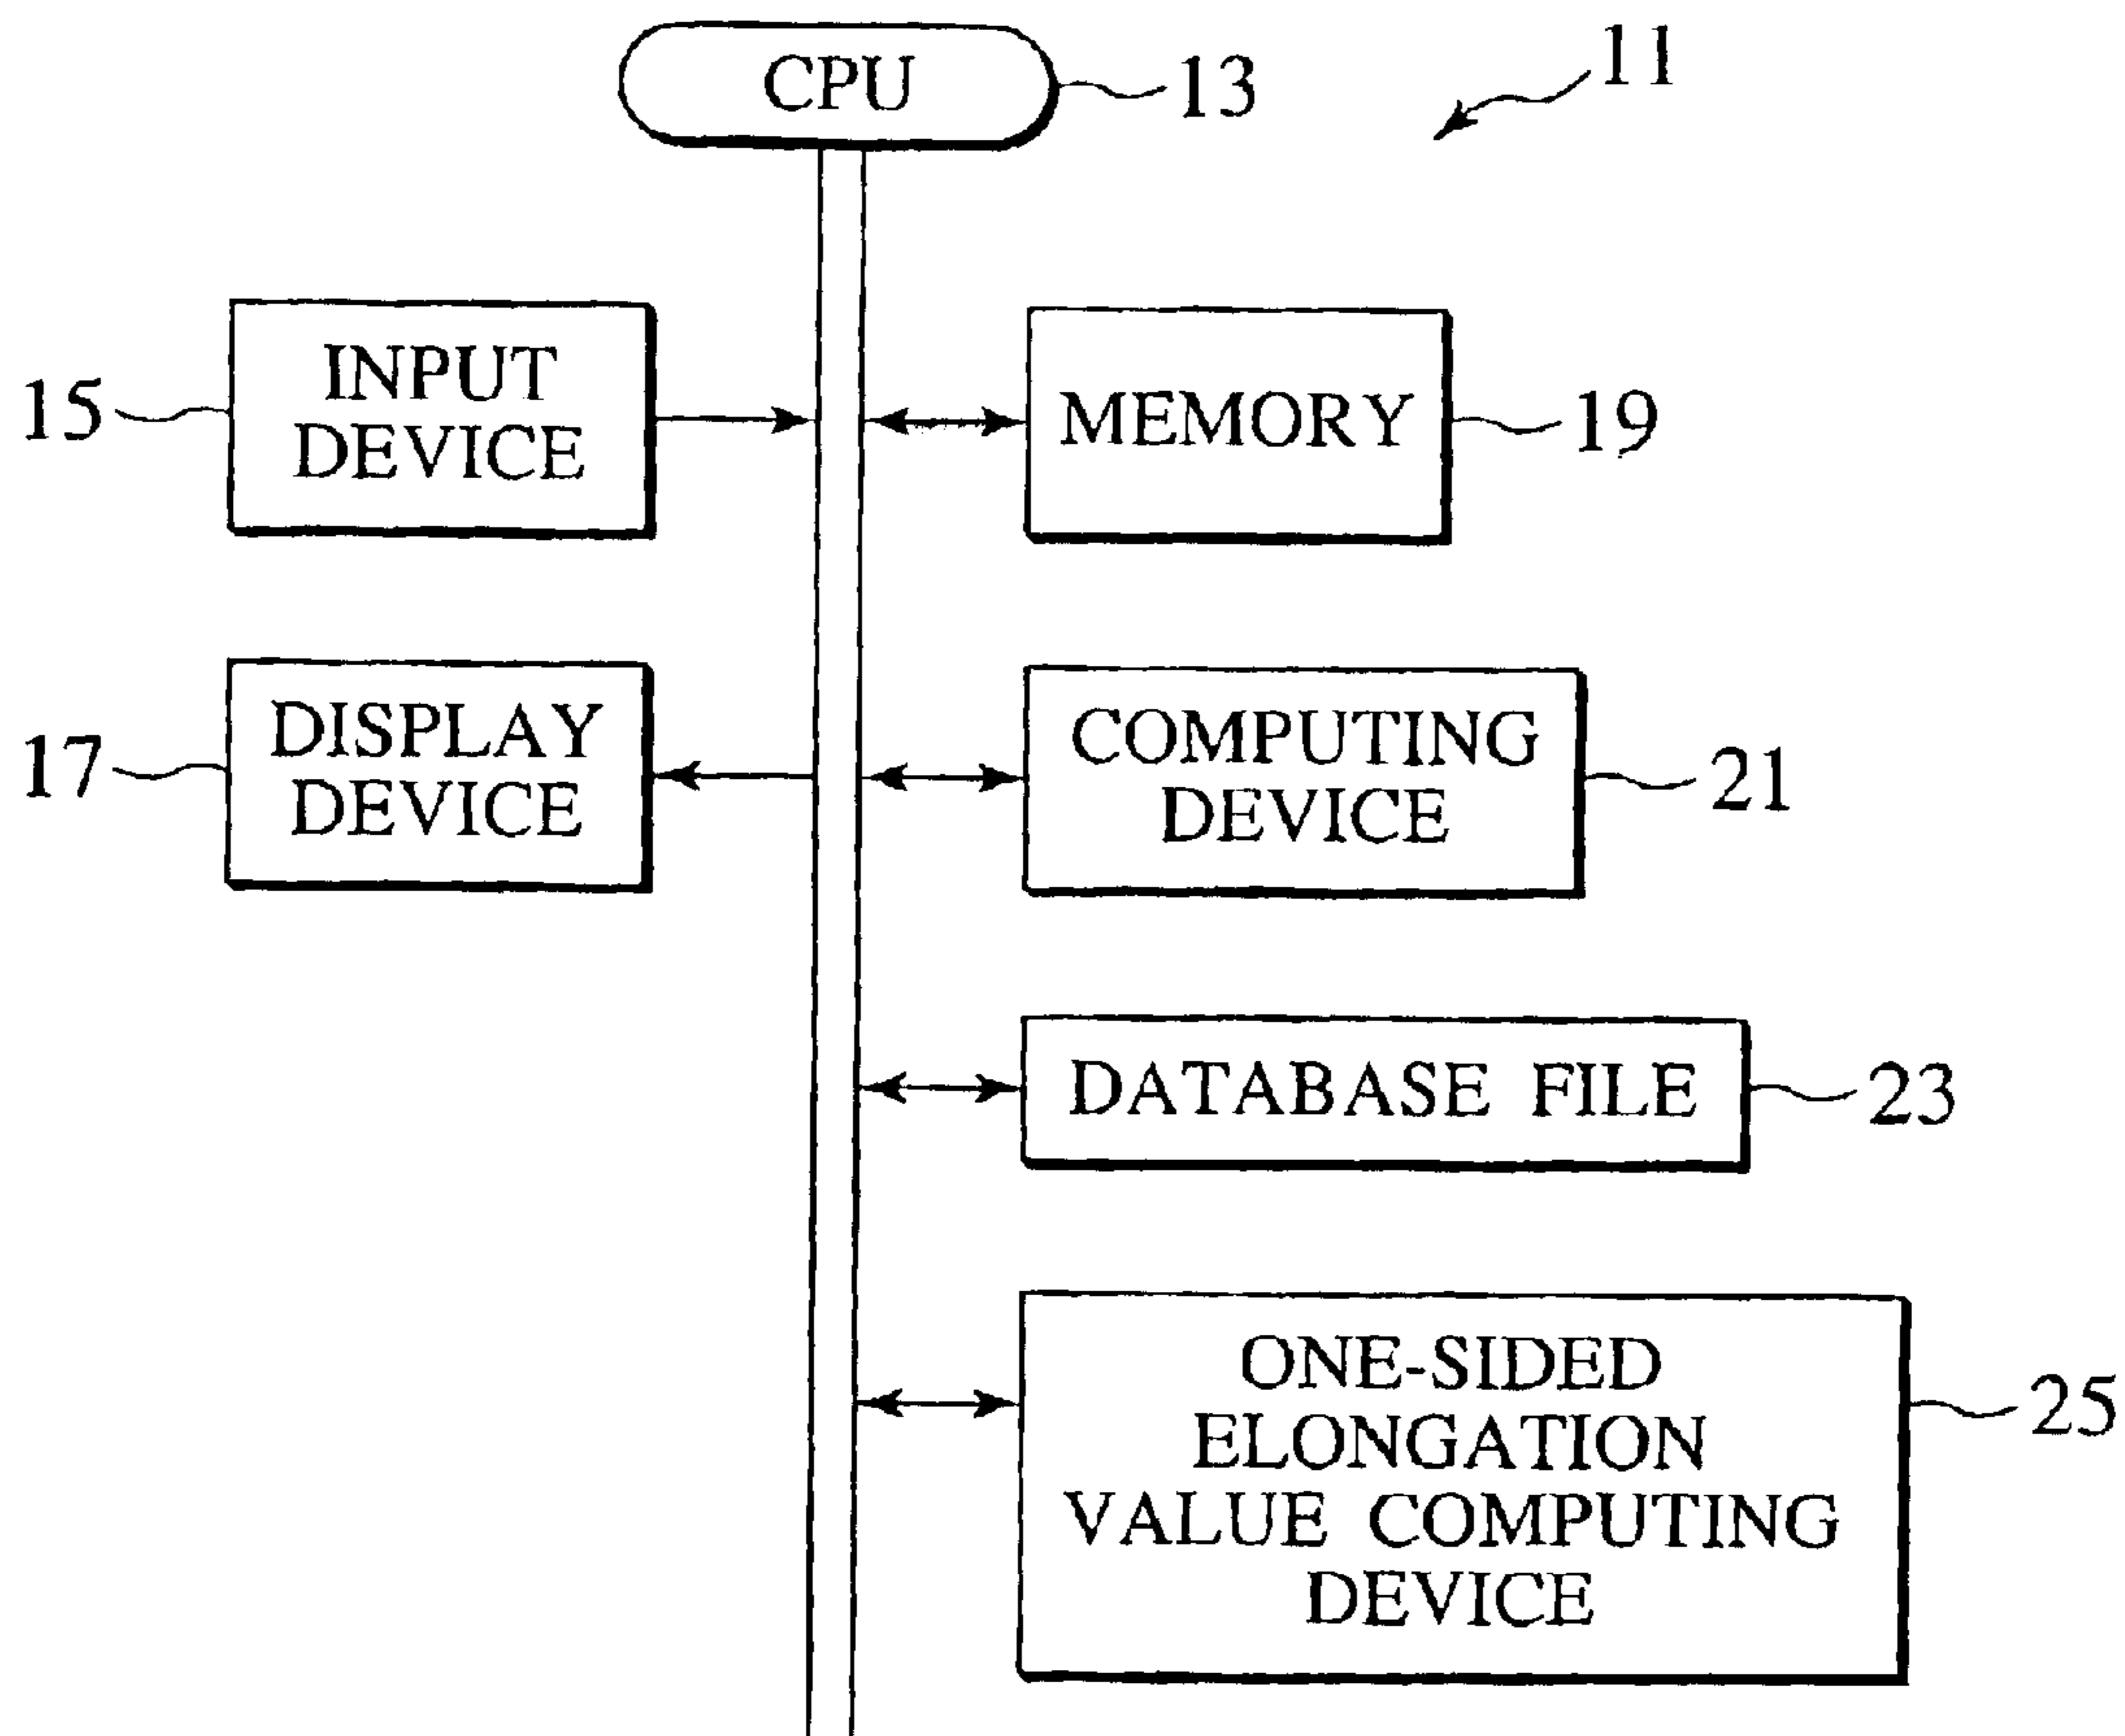 CPU
13
11
15
INPUT
DEVICE
MEMORY
19
17
DISPLAY
DEVICE
COMPUTING
DEVICE
21
DATABASE FILE
23
ONE-SIDED
ELONGATION
VALUE COMPUTING
DEVICE
25